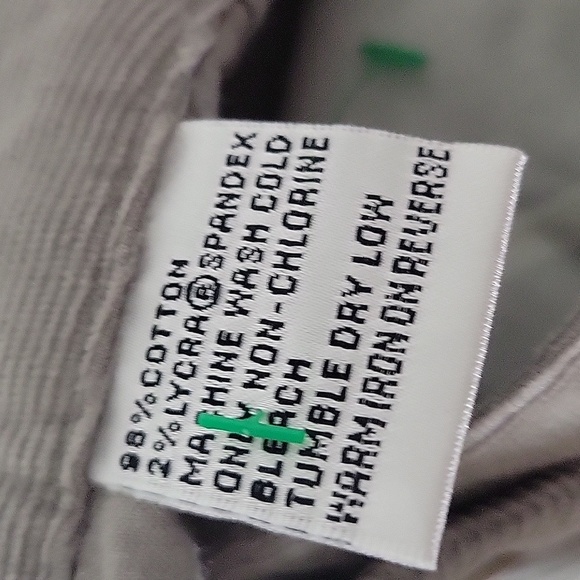 98%COTTON
2%LYCRA®SPANDEX
MACHINE WASH COLD
ONLY NON-CHLORINE
BLEACH
TUMBLE DRY LOW
WARM IRON ON REVERSE